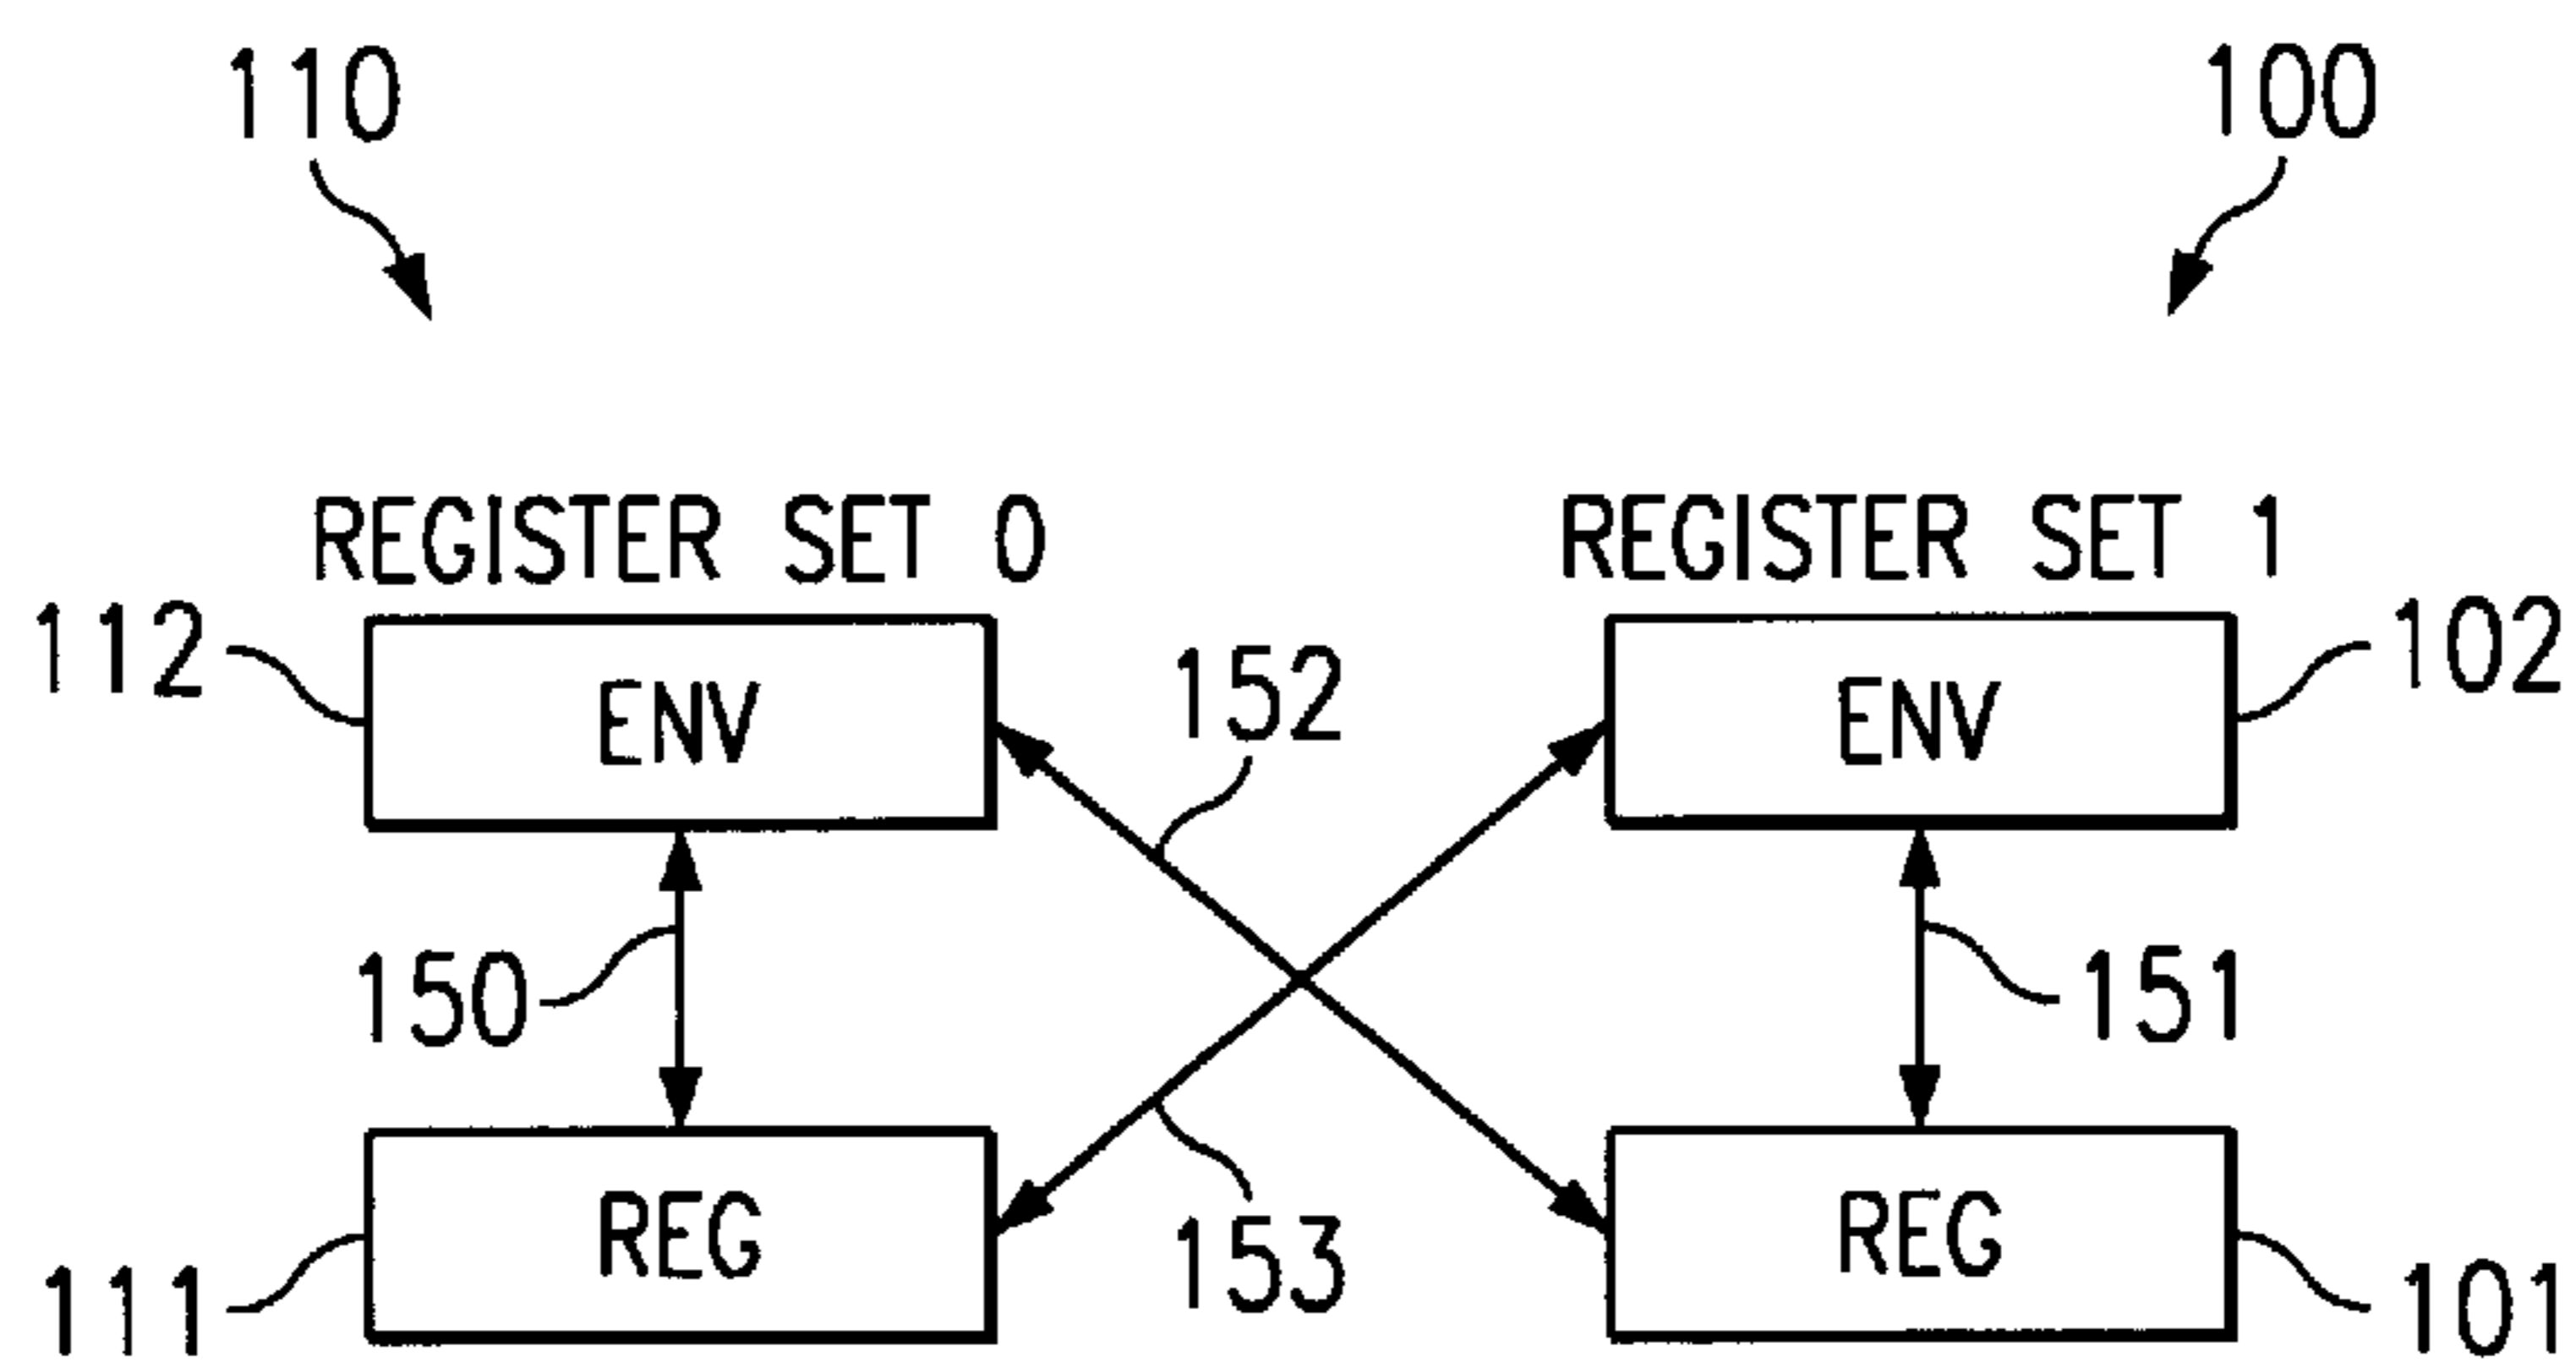 110 100
REGISTER SET 0 REGISTER SET 1
112 ENV 152 ENV 102
150 151
111 REG 153 REG 101